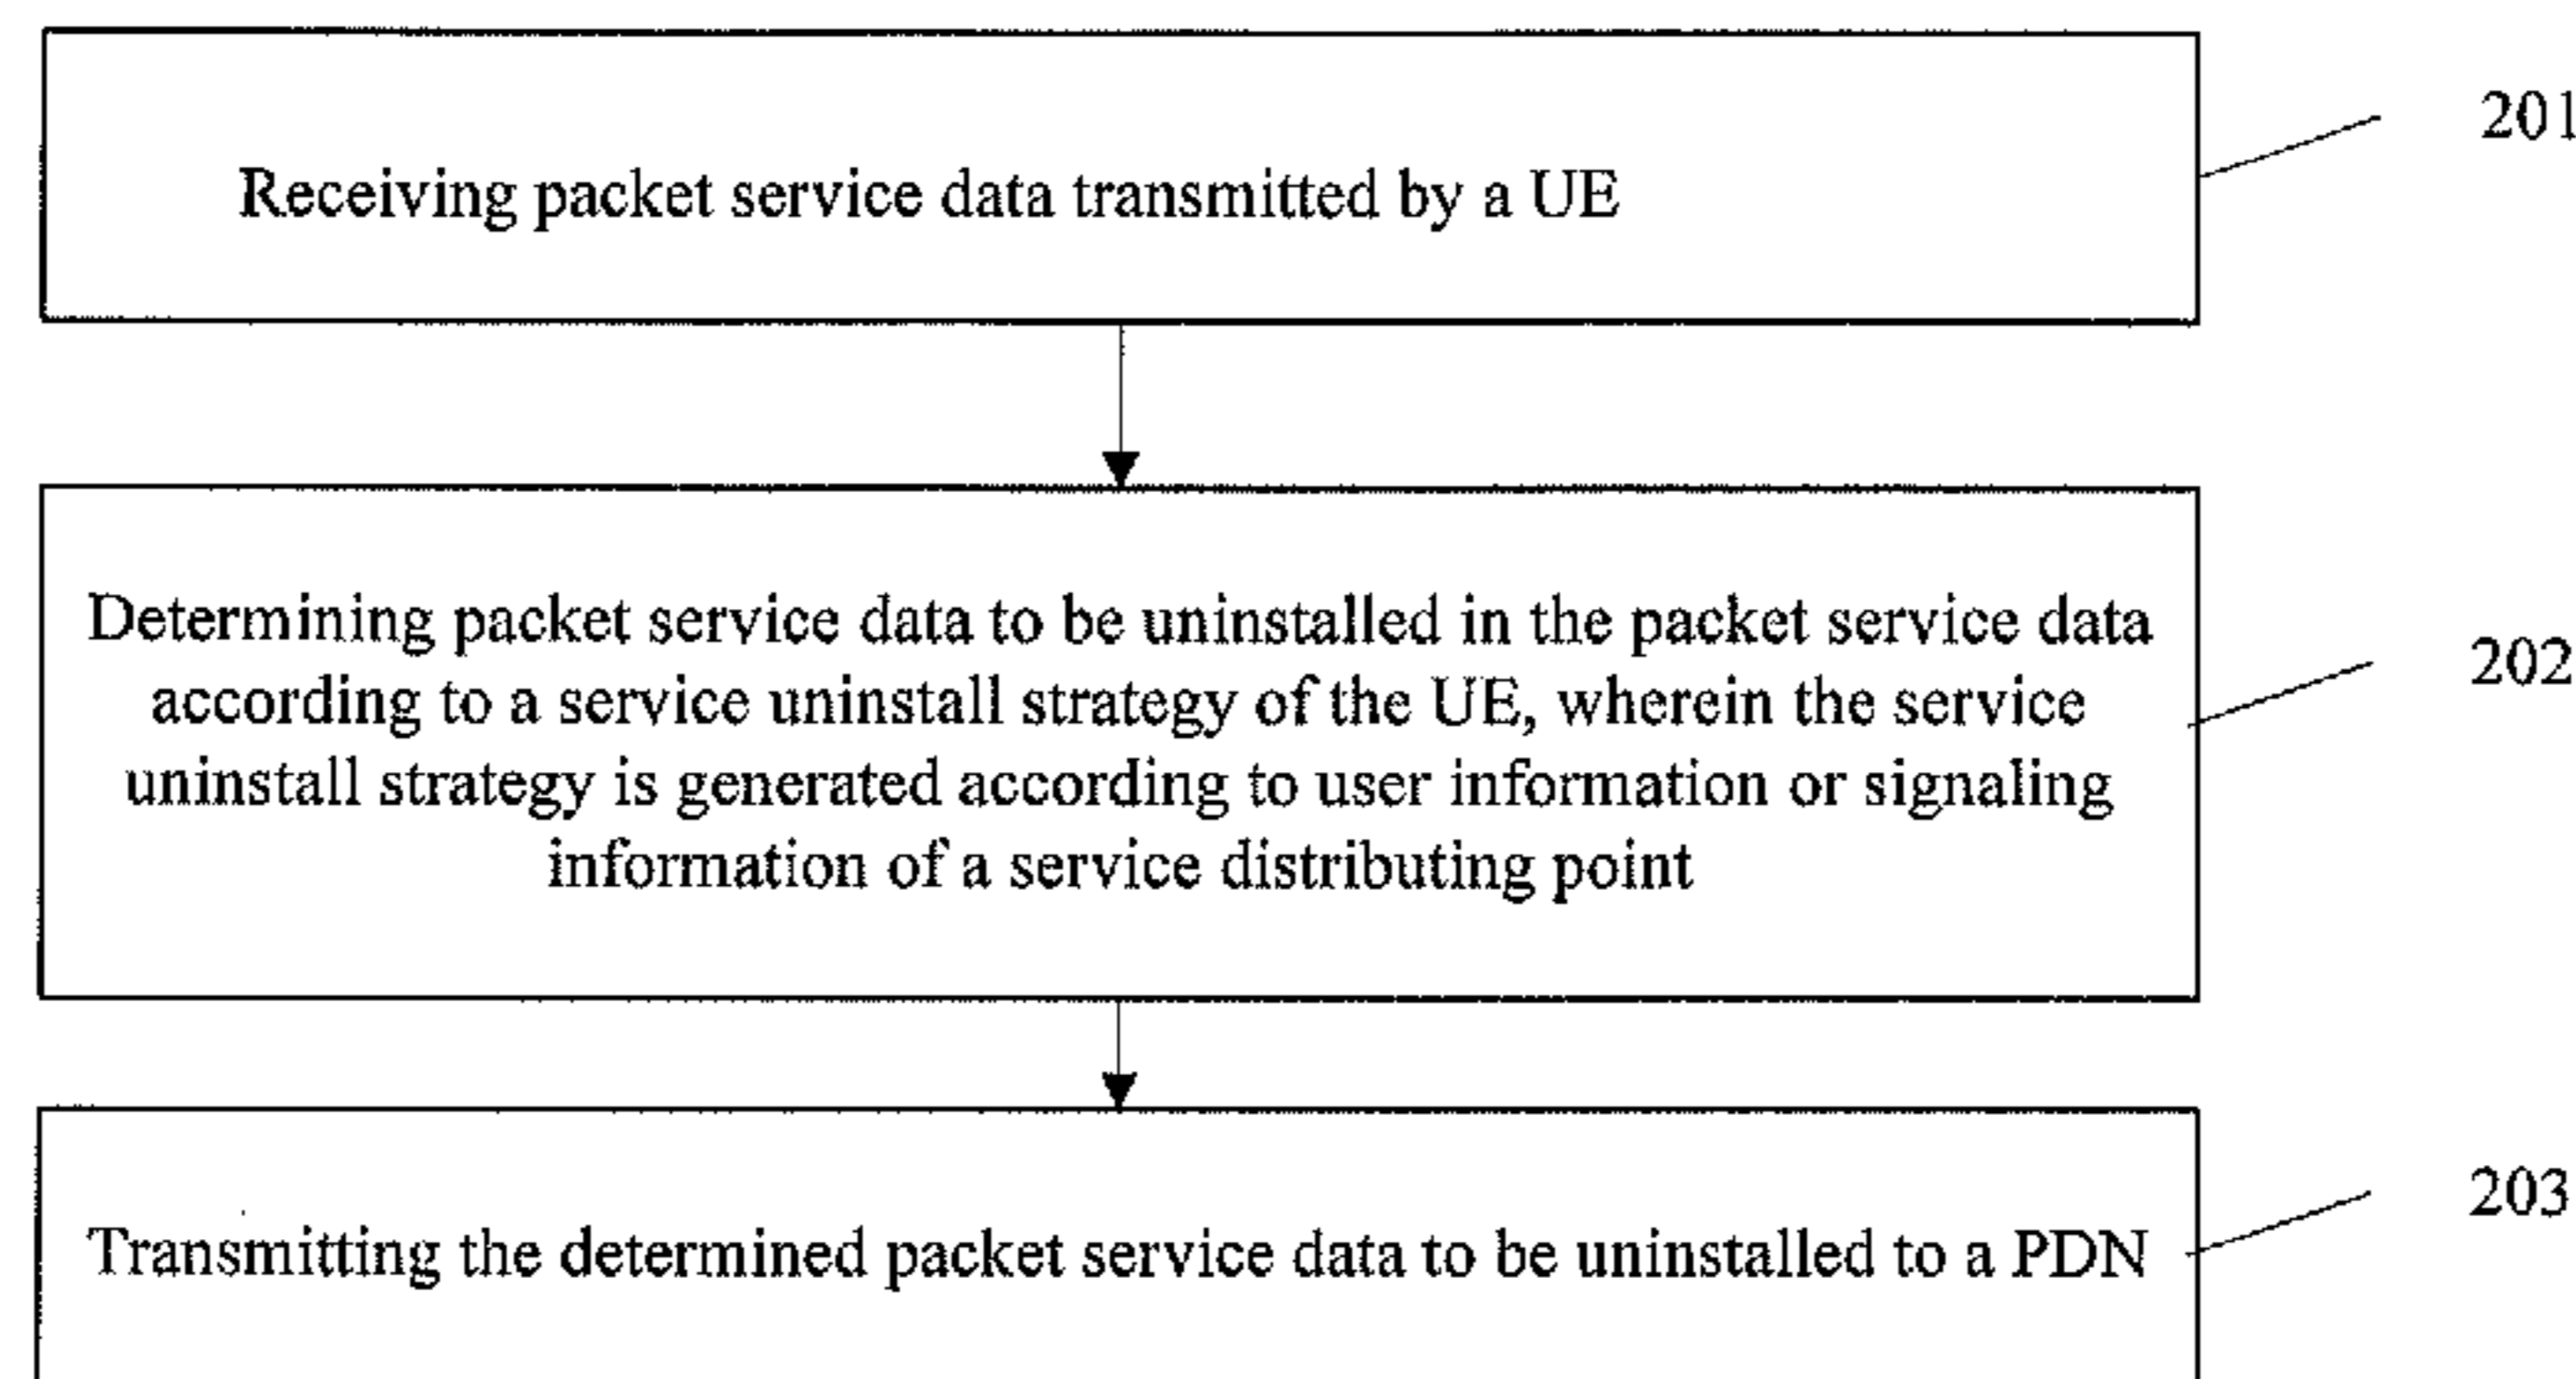 201
Receiving packet service data transmitted by a UE
Determining packet service data to be uninstalled in the packet service data
according to a service uninstall strategy of the UE, wherein the service
uninstall strategy is generated according to user information or signaling
information of a service distributing point
202
203
Transmitting the determined packet service data to be uninstalled to a PDN